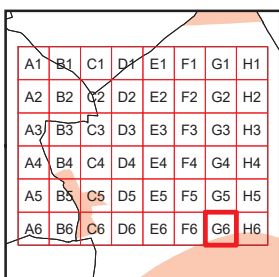 A1 B1 C1 D1 E1 F1 G1 H1
A2 B2 C2 D2 E2 F2 G2 H2
A3 B3 C3 D3 E3 F3 G3 H3
A4 B4 C4 D4 E4 F4 G4 H4
A5 B5 C5 D5 E5 F5 G5 H5
A6 B6 C6 D6 E6 F6 G6 H6